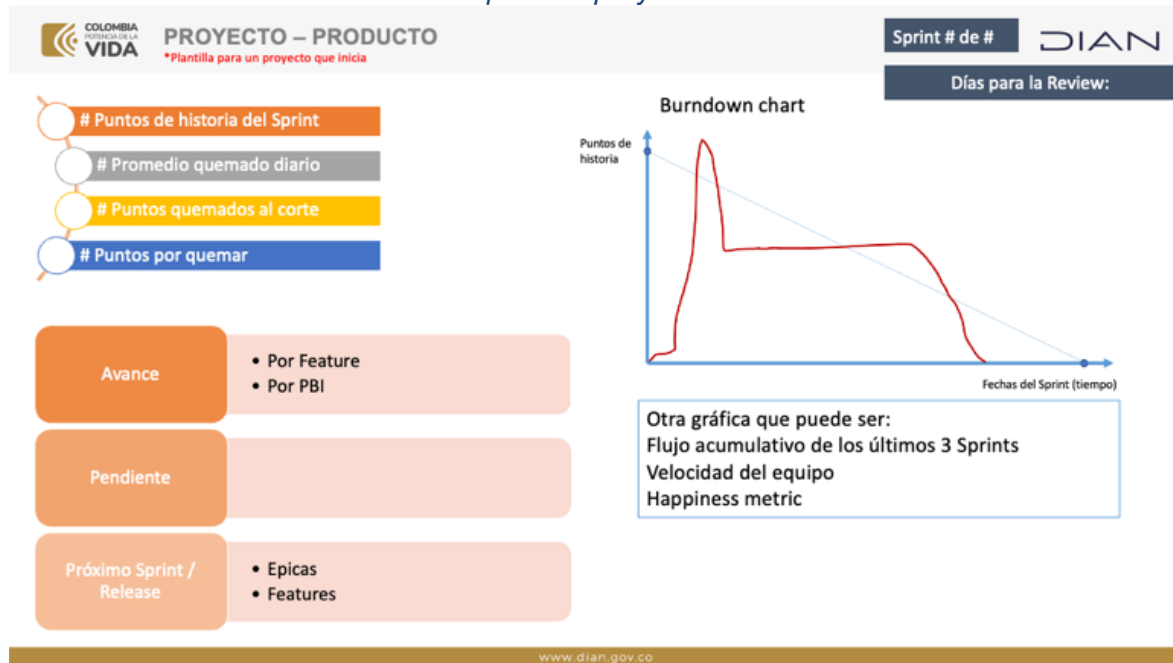 COLOMBIA
POTENCIA DE LA
VIDA
PROYECTO – PRODUCTO
*Plantilla para un proyecto que inicia
Sprint # de #
DIAN
Días para la Review:
# Puntos de historia del Sprint
# Promedio quemado diario
# Puntos quemados al corte
# Puntos por quemar
Burndown chart
Puntos de
historia
Fechas del Sprint (tiempo)
Avance
• Por Feature
• Por PBI
Pendiente
Próximo Sprint /
Release
• Epicas
• Features
Otra gráfica que puede ser:
Flujo acumulativo de los últimos 3 Sprints
Velocidad del equipo
Happiness metric
www.dian.gov.co